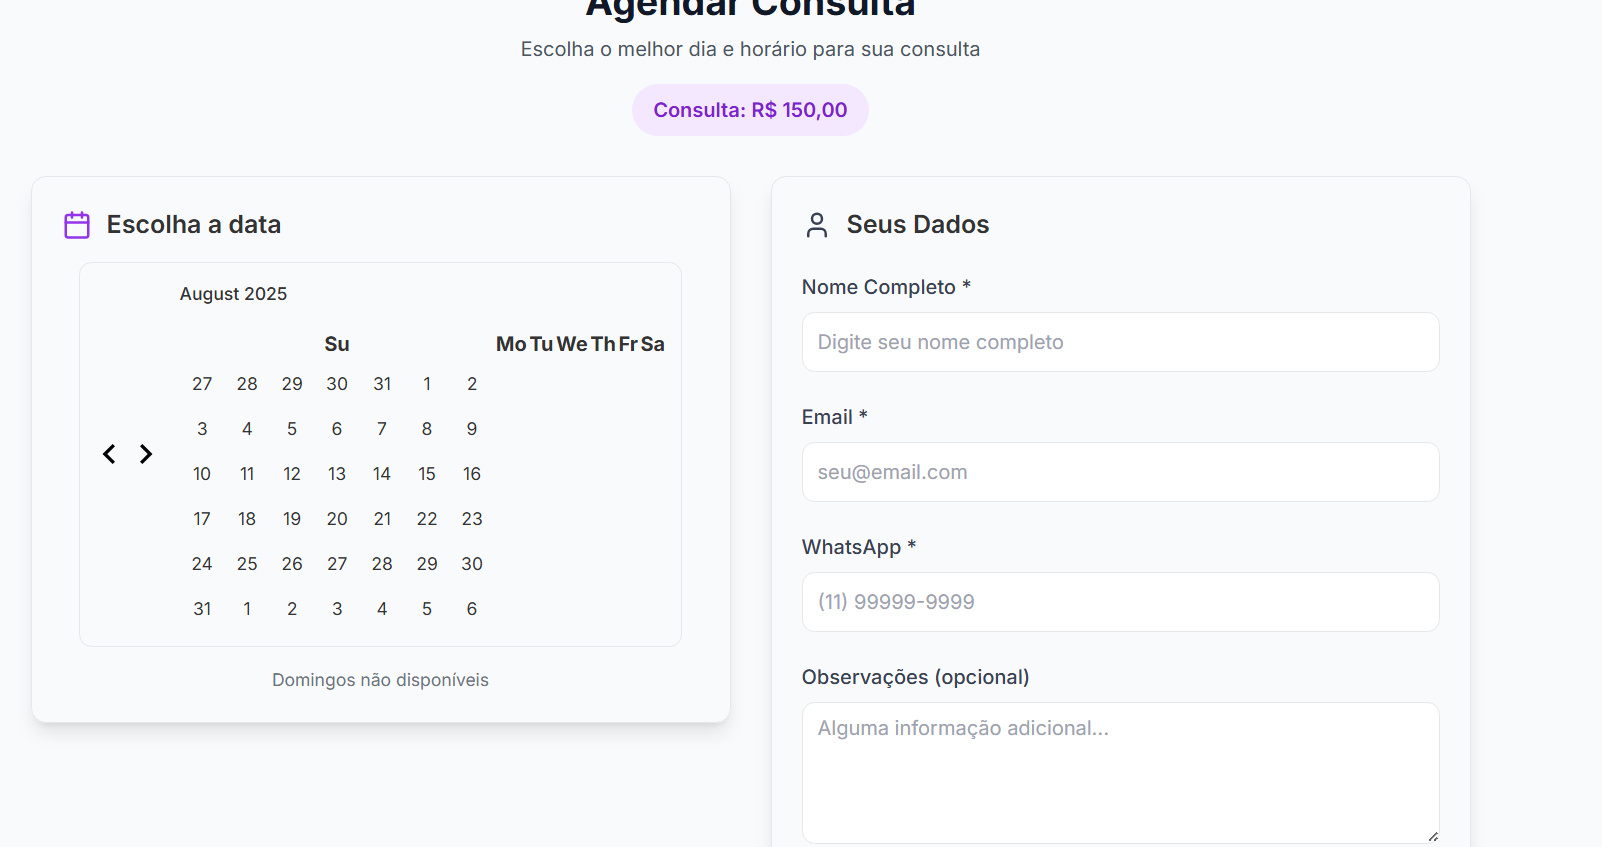 Agendar Consulta
Escolha o melhor dia e horário para sua consulta
Consulta: R$ 150,00
Escolha a data
August 2025
Su Mo Tu We Th Fr Sa
27 28 29 30 31 1 2
3 4 5 6 7 8 9
10 11 12 13 14 15 16
17 18 19 20 21 22 23
24 25 26 27 28 29 30
31 1 2 3 4 5 6
Domingos não disponíveis
Seus Dados
Nome Completo *
Digite seu nome completo
Email *
seu@email.com
WhatsApp *
(11) 99999-9999
Observações (opcional)
Alguma informação adicional...